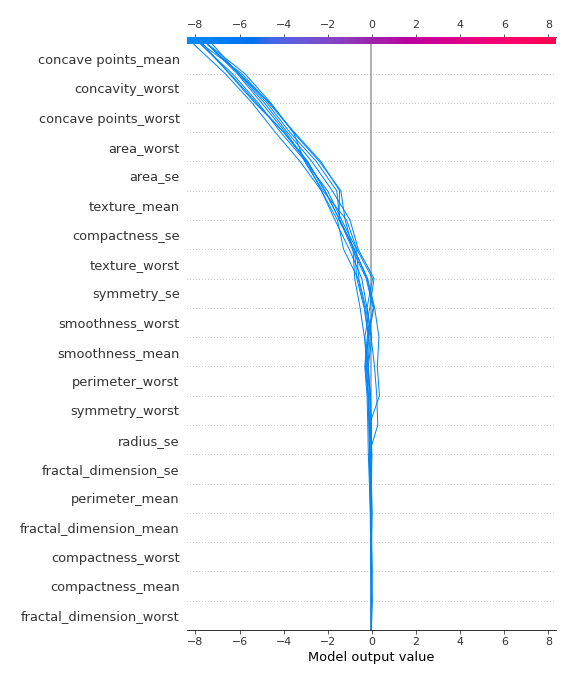 −8 −6 −4 −2 0 2 4 6 8
concave points_mean
concavity_worst
concave points_worst
area_worst
area_se
texture_mean
compactness_se
texture_worst
symmetry_se
smoothness_worst
smoothness_mean
perimeter_worst
symmetry_worst
radius_se
fractal_dimension_se
perimeter_mean
fractal_dimension_mean
compactness_worst
compactness_mean
fractal_dimension_worst
−8 −6 −4 −2 0 2 4 6 8
Model output value